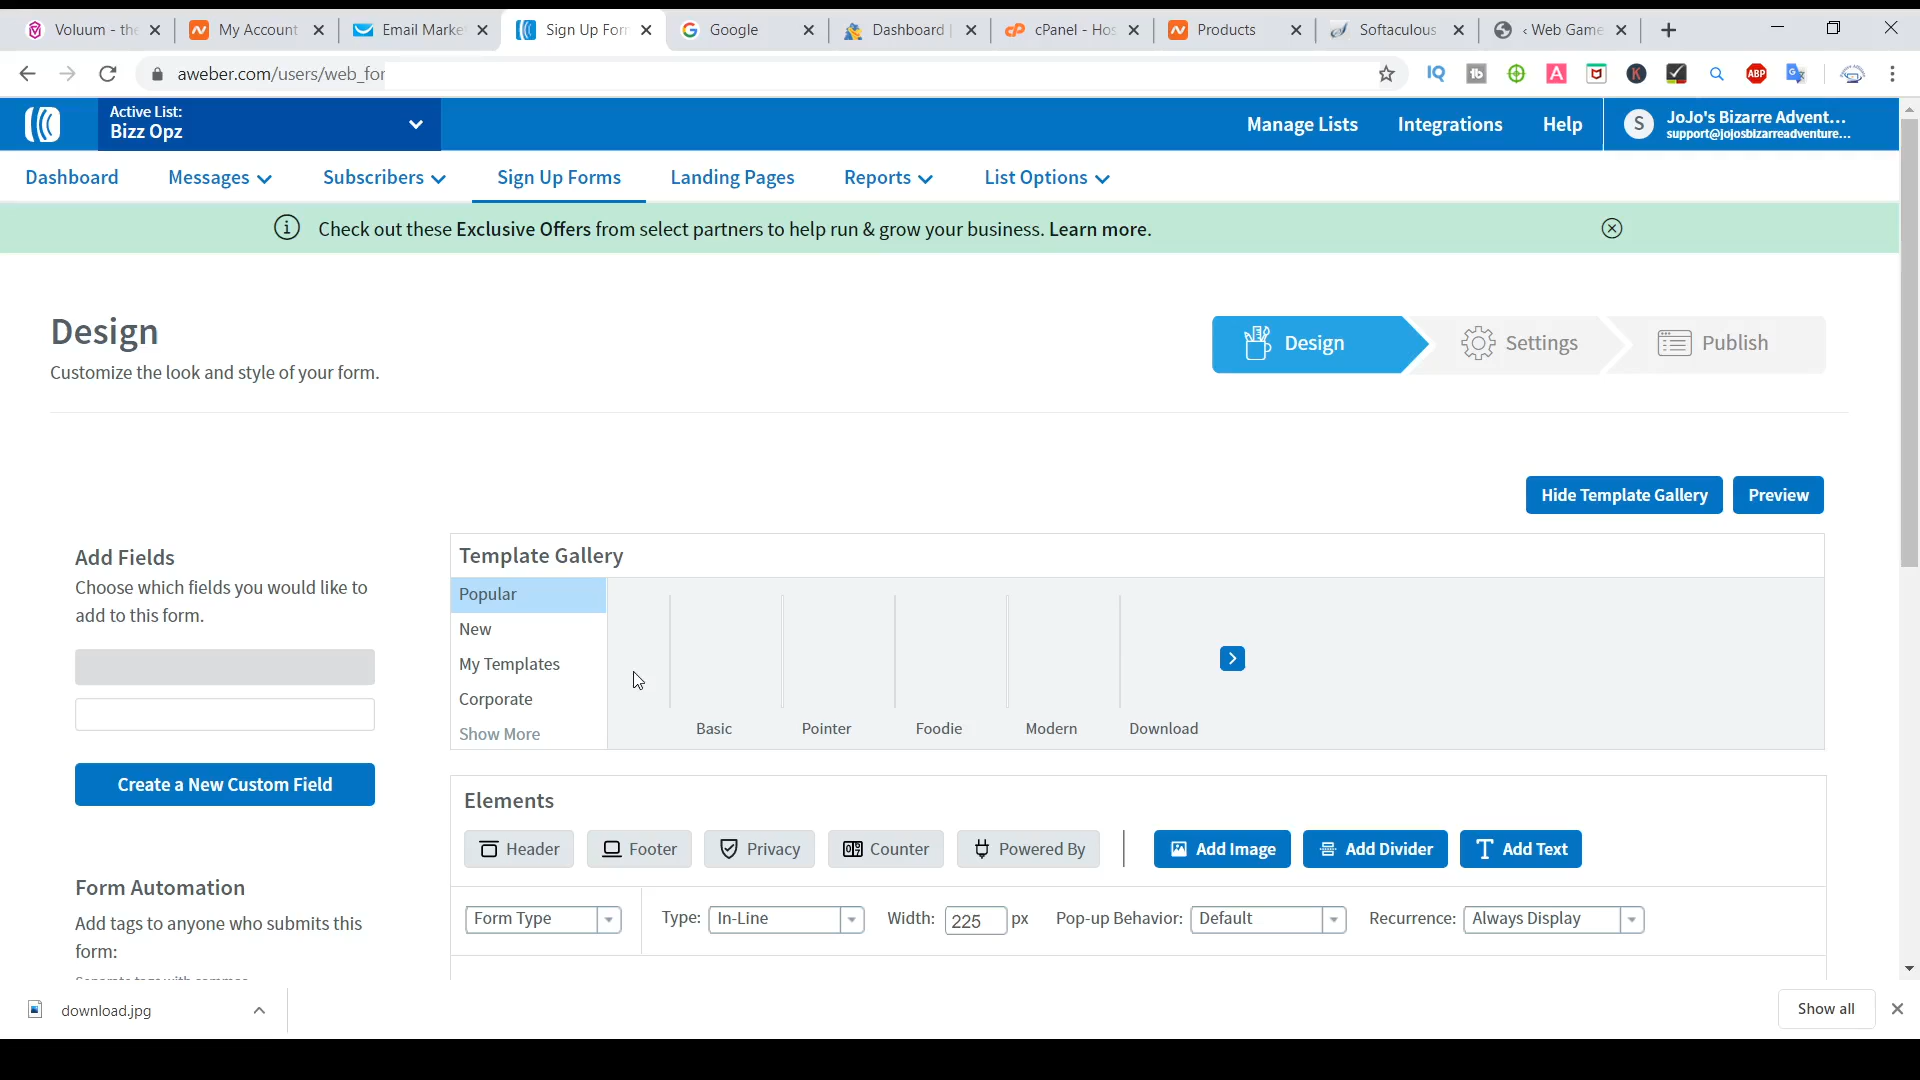 Voluum - the
My Account
Email Marke
Sign Up For
Google
Dashboard
cPanel - Hos
Products
Softaculous
‹ Web Game
aweber.com/users/web_for
Active List:
Bizz Opz
Manage Lists
Integrations
Help
S
JoJo's Bizarre Advent...
support@jojosbizarreadventure...
Dashboard
Messages
Subscribers
Sign Up Forms
Landing Pages
Reports
List Options
Check out these Exclusive Offers from select partners to help run & grow your business. Learn more.
Design
Customize the look and style of your form.
Design
Settings
Publish
Hide Template Gallery
Preview
Add Fields
Choose which fields you would like to
add to this form.
Create a New Custom Field
Form Automation
Add tags to anyone who submits this
form:
Template Gallery
Popular
New
My Templates
Corporate
Show More
Basic
Pointer
Foodie
Modern
Download
Elements
Header
Footer
Privacy
Counter
Powered By
Add Image
Add Divider
Add Text
Form Type
Type: In-Line
Width: 225 px
Pop-up Behavior: Default
Recurrence: Always Display
download.jpg
Show all